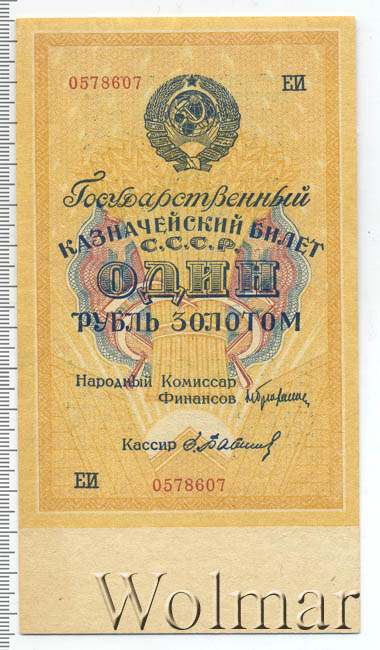 0578607 ЕИ
Государственный
КАЗНАЧЕЙСКИЙ БИЛЕТ
С.С.С.Р.
ОДИН
РУБЛЬ ЗОЛОТОМ
Народный Комиссар
Финансов
Кассир
ЕИ 0578607
Wolmar